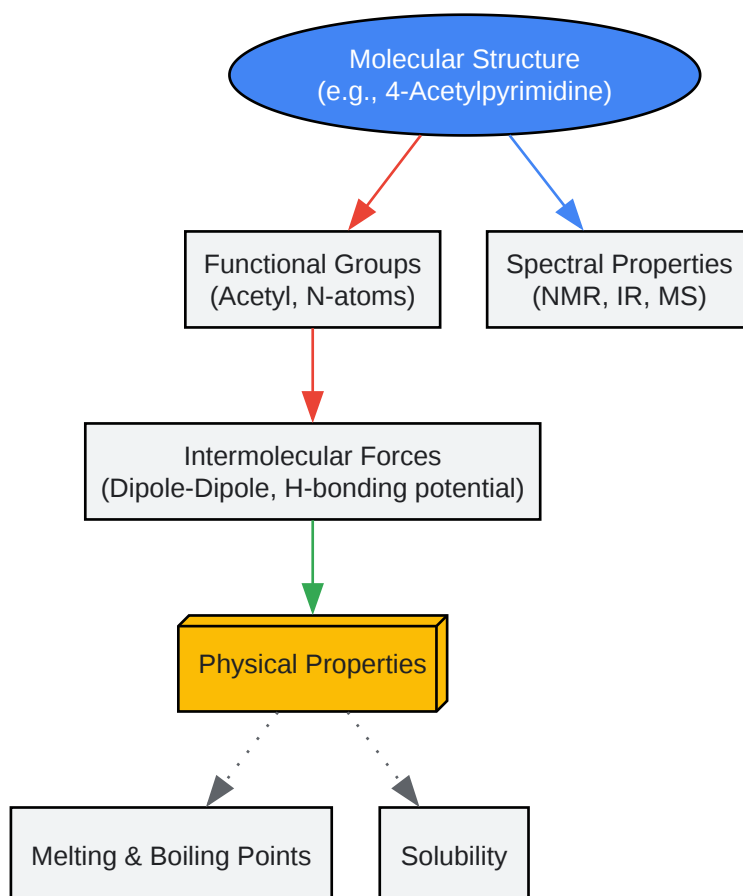 Molecular Structure
(e.g., 4-Acetylpyrimidine)
Functional Groups
(Acetyl, N-atoms)
Spectral Properties
(NMR, IR, MS)
Intermolecular Forces
(Dipole-Dipole, H-bonding potential)
Physical Properties
Melting & Boiling Points
Solubility